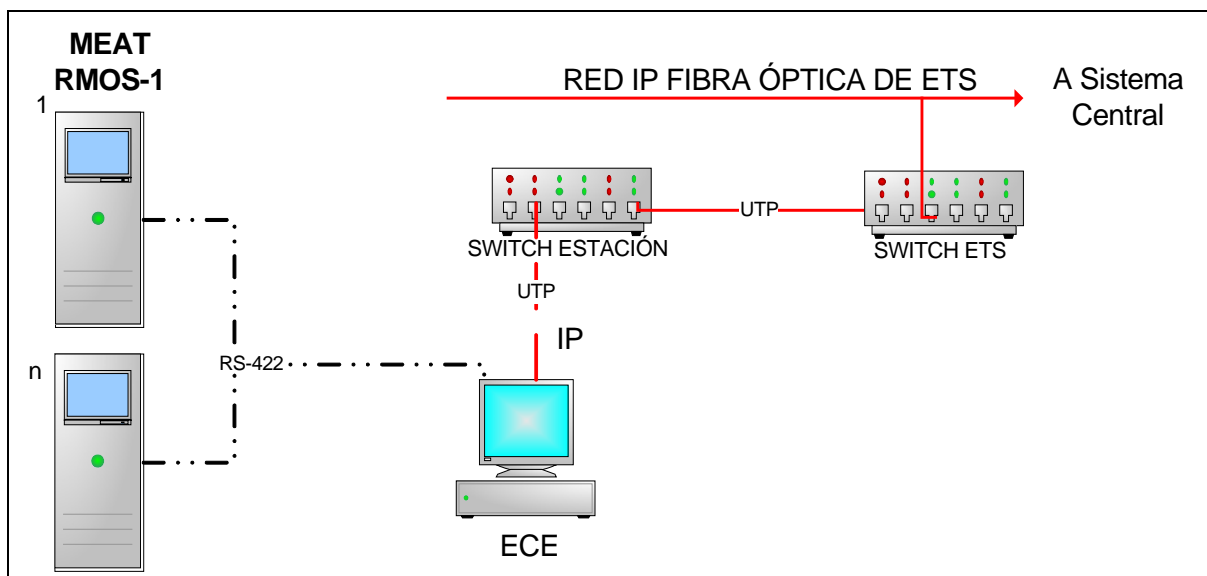 MEAT
RMOS-1
1
RED IP FIBRA ÓPTICA DE ETS
A Sistema
Central
UTP
SWITCH ESTACIÓN
SWITCH ETS
UTP
IP
n
RS-422
ECE